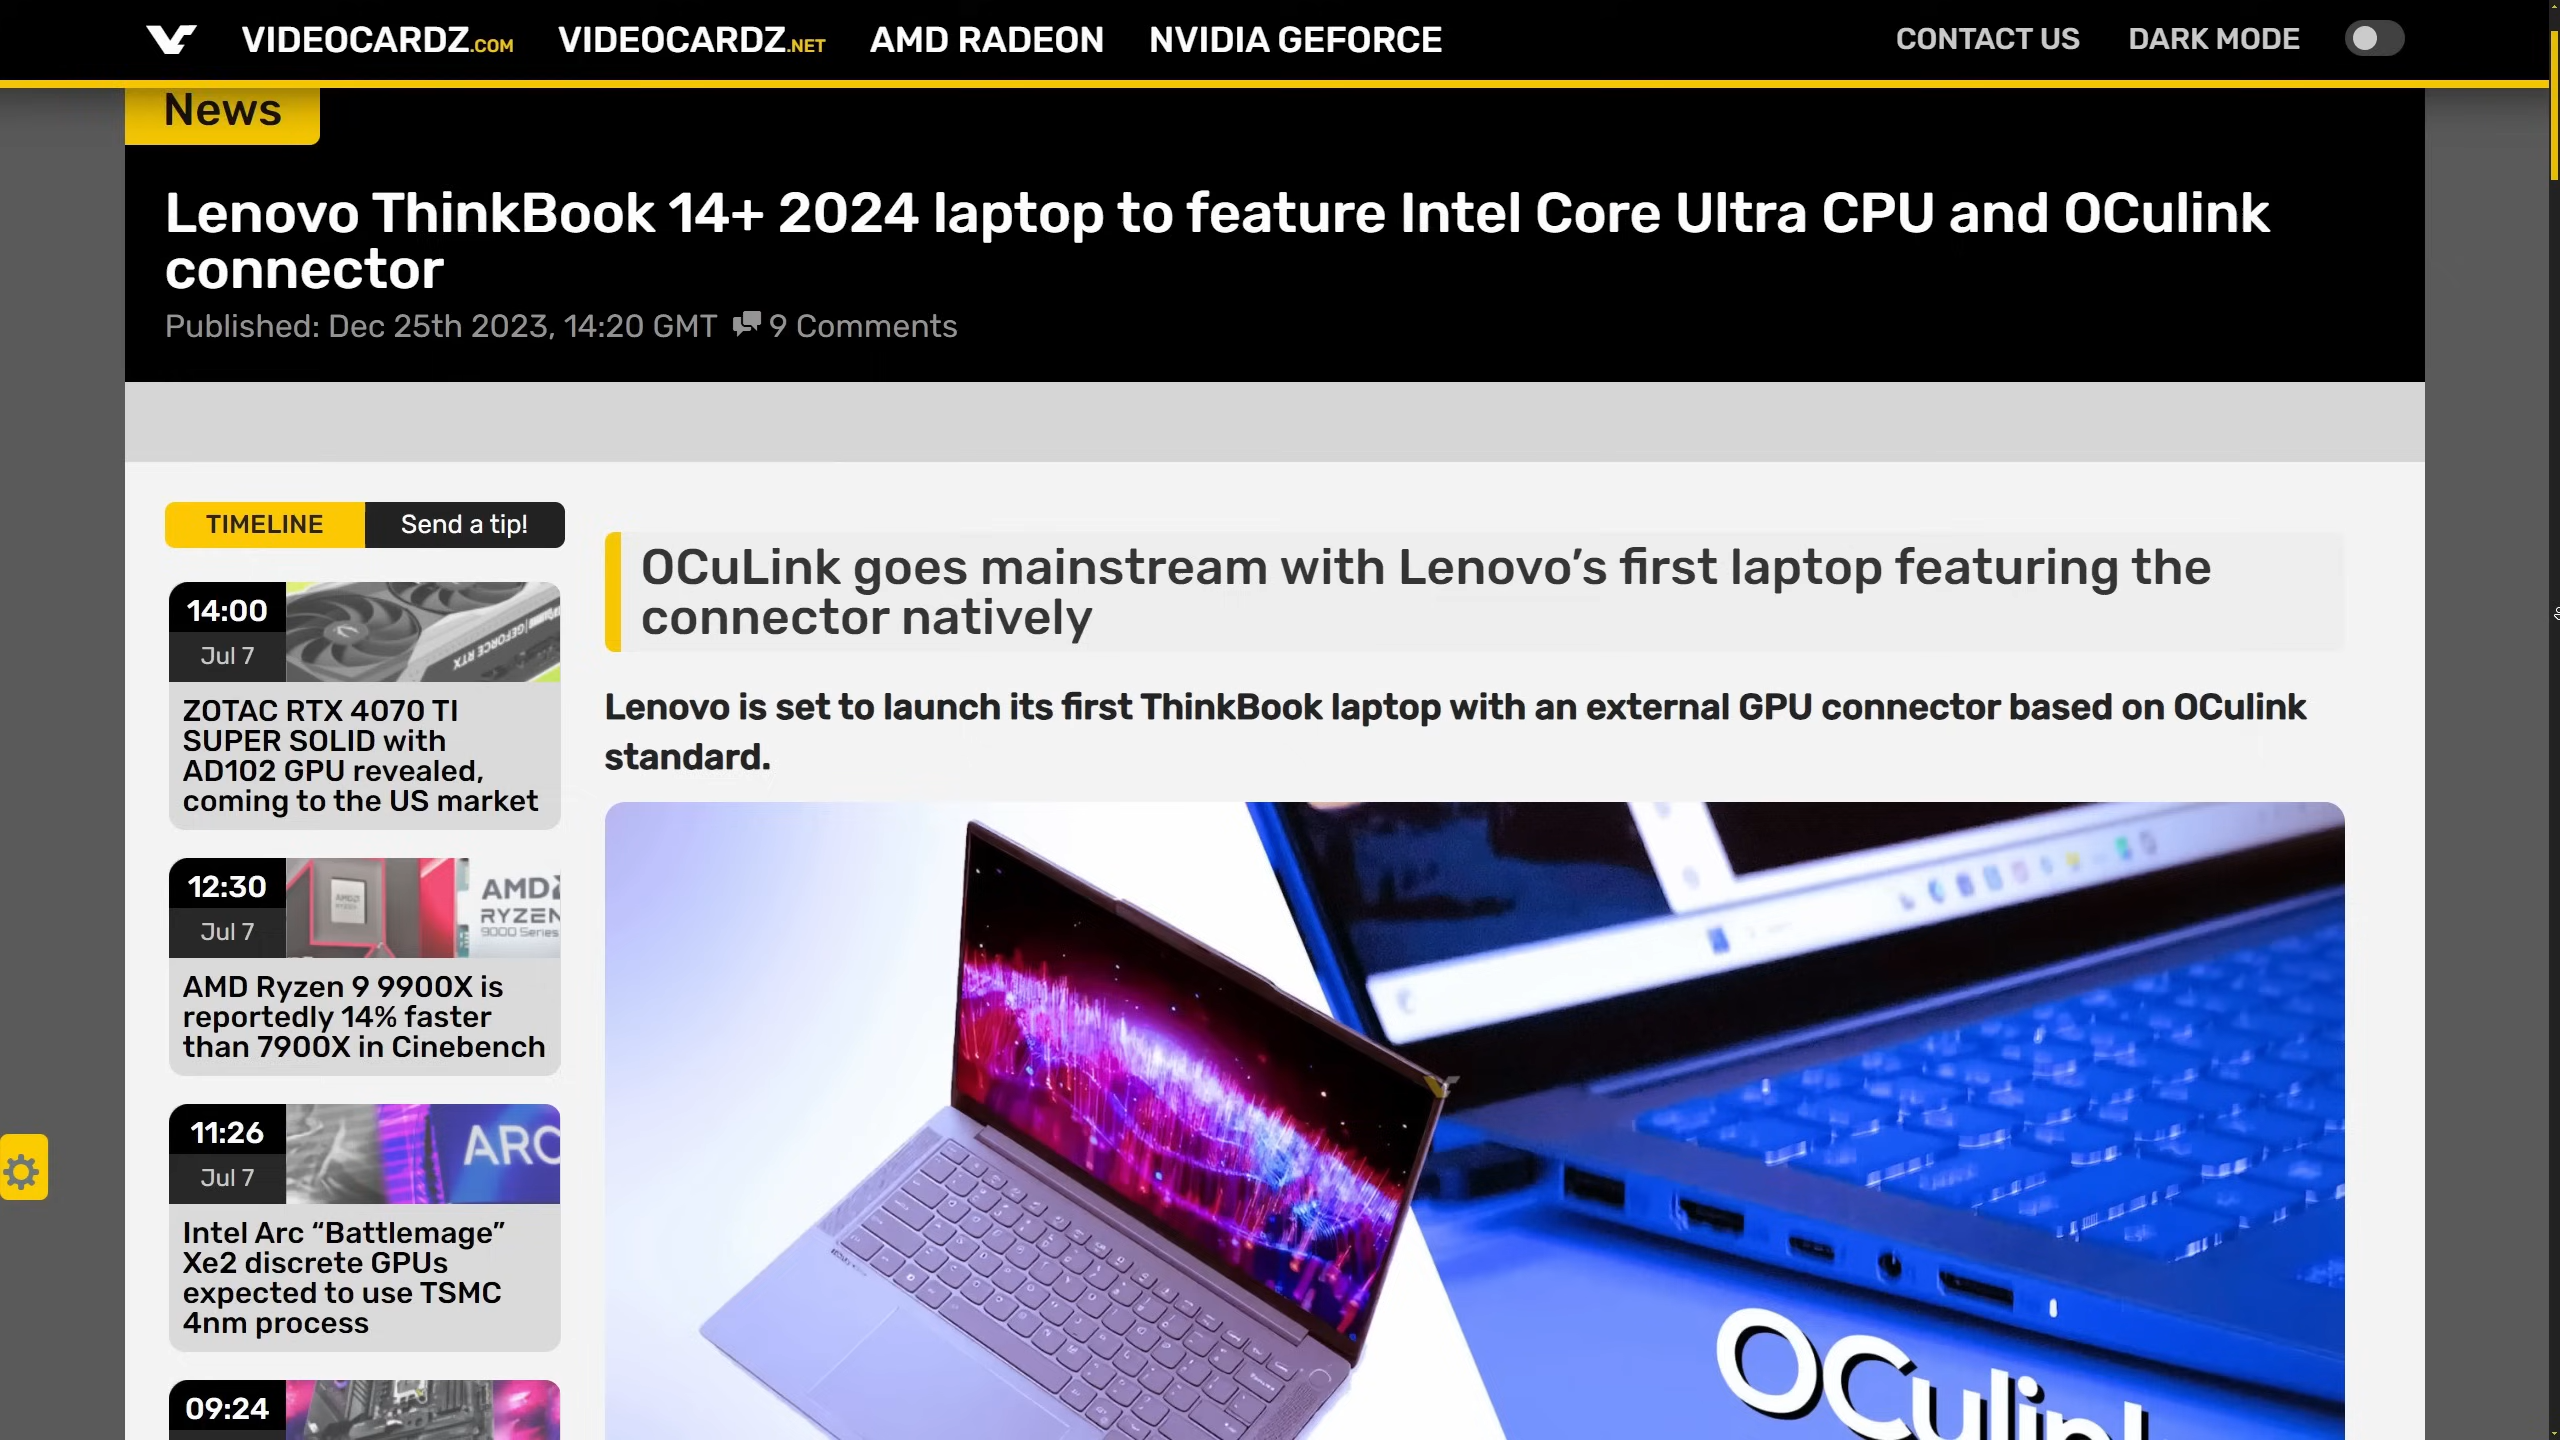 VIDEOCARDZ.COM
VIDEOCARDZ.NET
AMD RADEON
NVIDIA GEFORCE
CONTACT US
DARK MODE
News
Lenovo ThinkBook 14+ 2024 laptop to feature Intel Core Ultra CPU and OCulink
connector
Published: Dec 25th 2023, 14:20 GMT 9 Comments
TIMELINE
Send a tip!
14:00
Jul 7
GEFORCE RTX
ZOTAC RTX 4070 TI
SUPER SOLID with
AD102 GPU revealed,
coming to the US market
12:30
Jul 7
AMD
RYZEN
9000 Series
AMD Ryzen 9 9900X is
reportedly 14% faster
than 7900X in Cinebench
11:26
Jul 7
ARC
Intel Arc “Battlemage”
Xe2 discrete GPUs
expected to use TSMC
4nm process
09:24
OCuLink goes mainstream with Lenovo’s first laptop featuring the
connector natively
Lenovo is set to launch its first ThinkBook laptop with an external GPU connector based on OCulink
standard.
OCulink